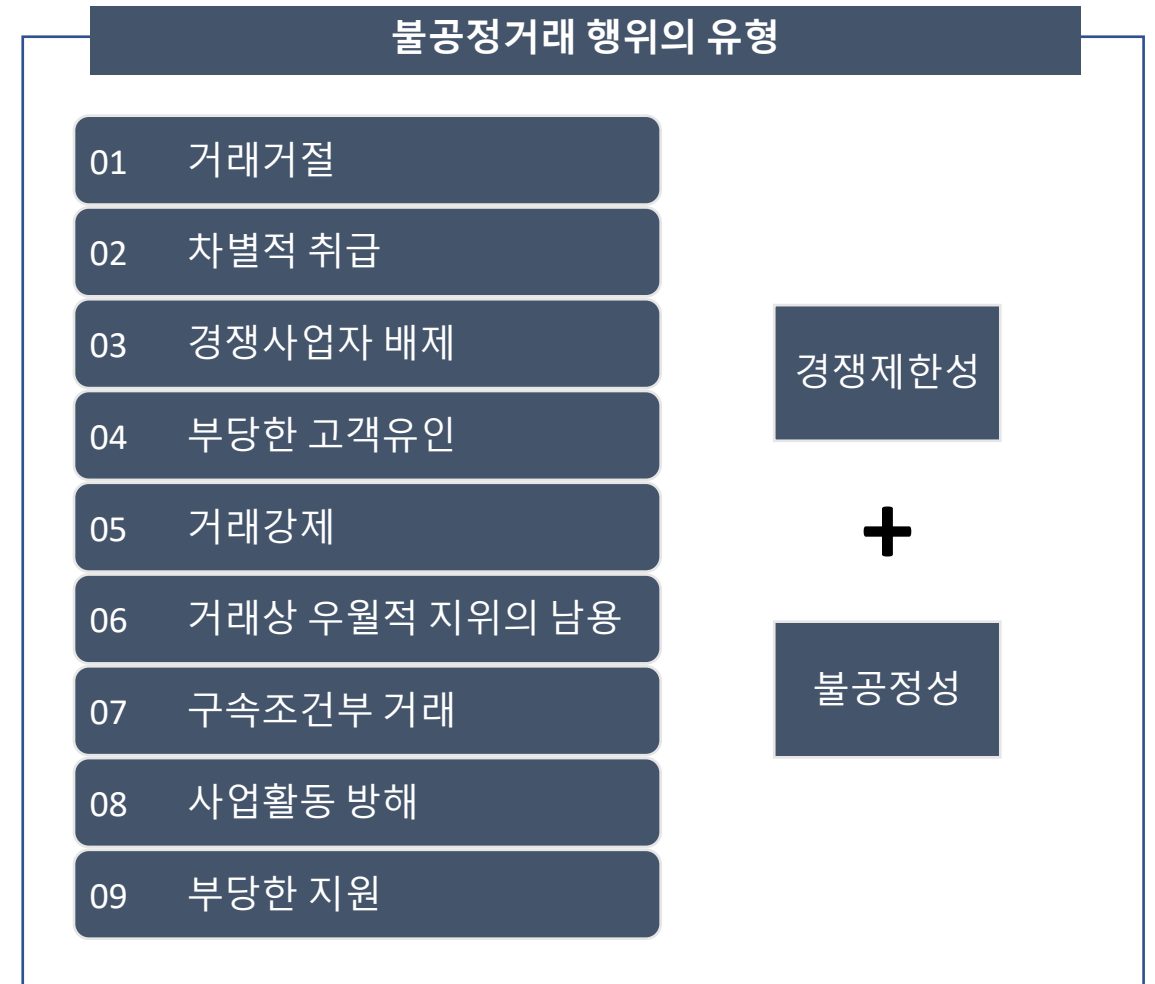 불공정거래 행위의 유형
01 거래거절
02 차별적 취급
03 경쟁사업자 배제
04 부당한 고객유인
05 거래강제
06 거래상 우월적 지위의 남용
07 구속조건부 거래
08 사업활동 방해
09 부당한 지원
경쟁제한성
+
불공정성